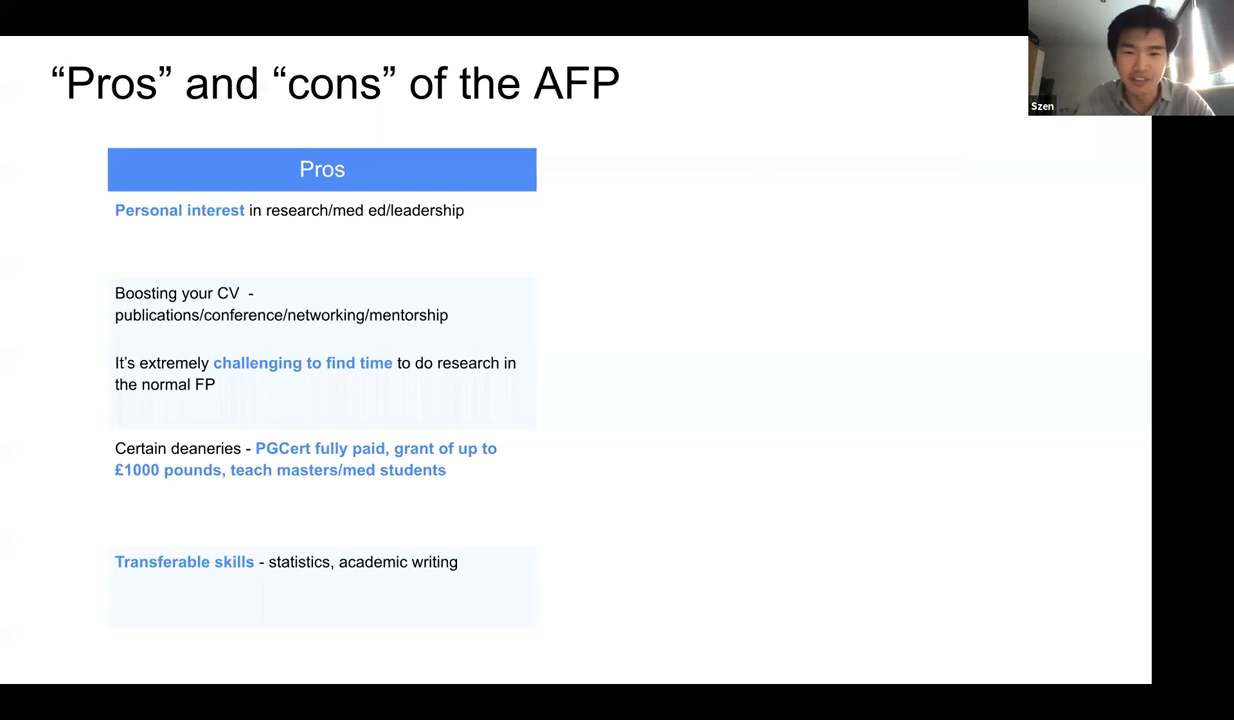 “Pros” and “cons” of the AFP
Szen
Pros
Personal interest in research/med ed/leadership
Boosting your CV -
publications/conference/networking/mentorship
It’s extremely challenging to find time to do research in
the normal FP
Certain deaneries - PGCert fully paid, grant of up to
£1000 pounds, teach masters/med students
Transferable skills - statistics, academic writing